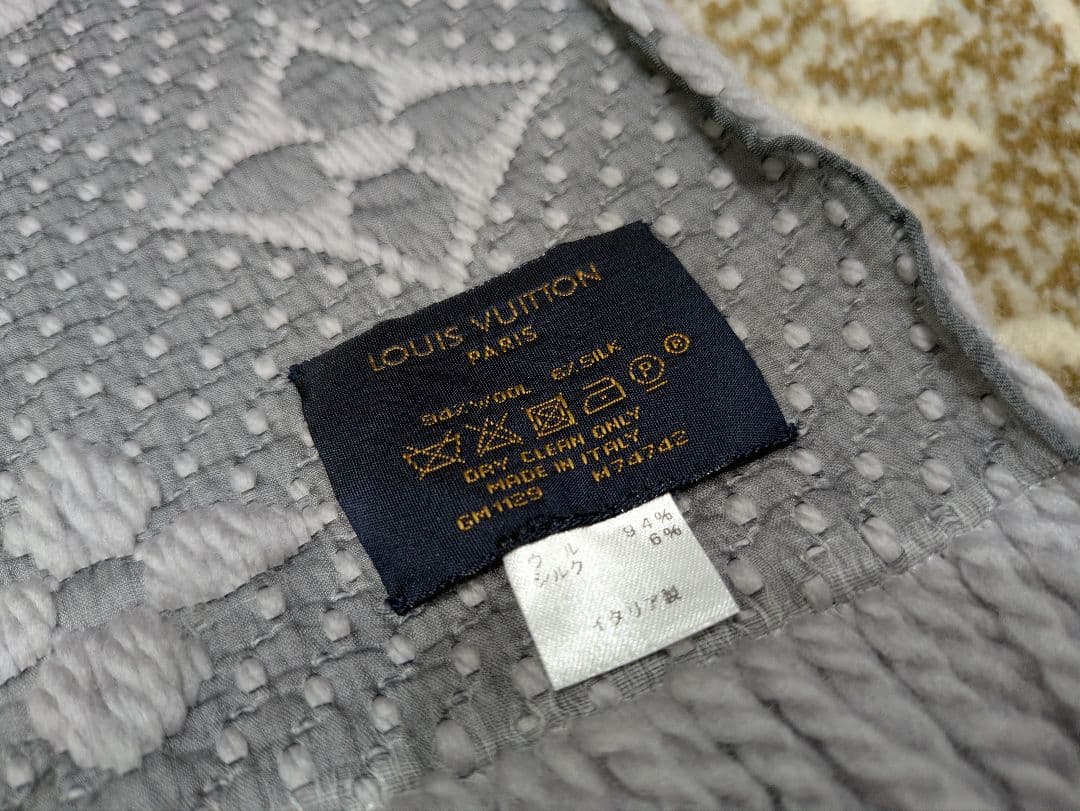 LOUIS VUITTON
PARIS
94% WOOL 6% SILK
P R
DRY CLEAN ONLY
MADE IN ITALY
GM1129 M74742
ウール 94%
シルク 6%
イタリア製